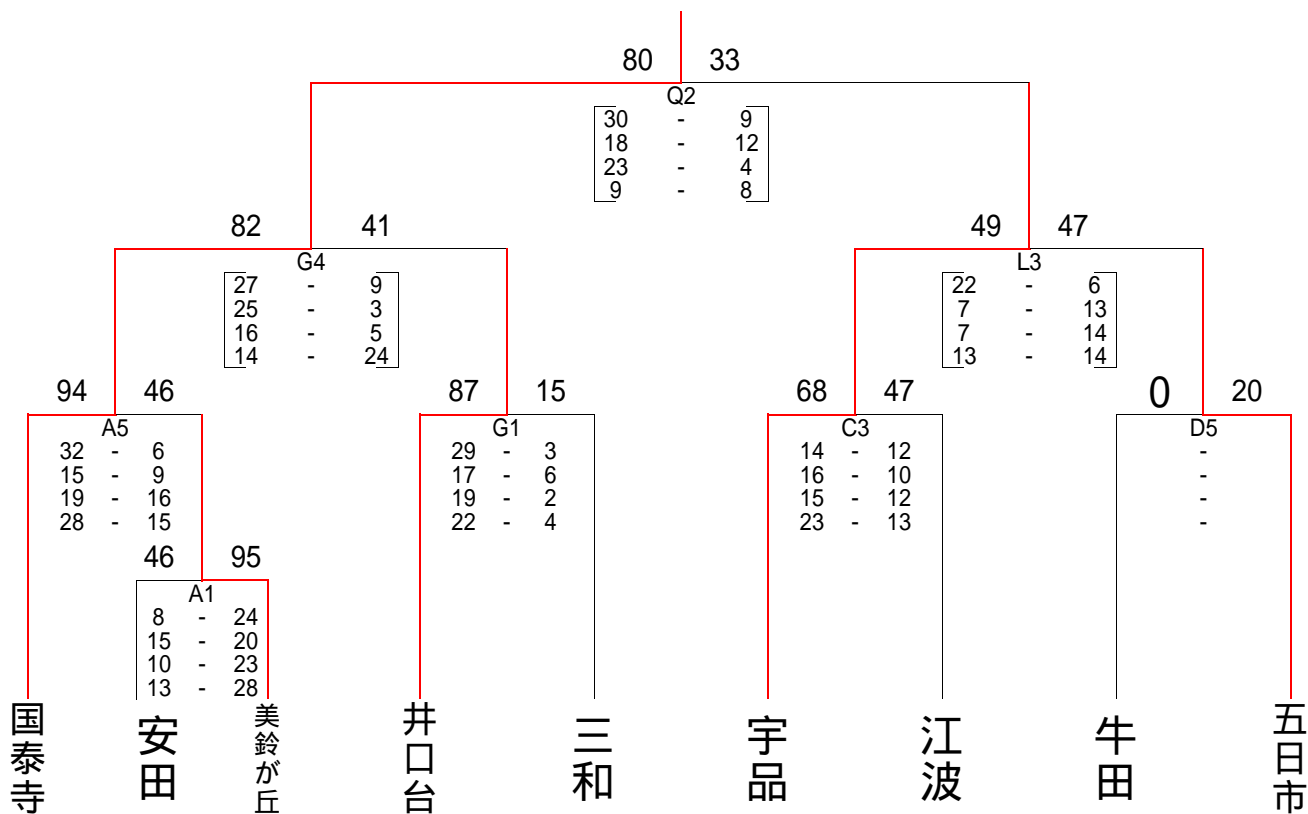 80 33
Q2
30 - 9
18 - 12
23 - 4
9 - 8
82 41
G4
27 - 9
25 - 3
16 - 5
14 - 24
49 47
L3
22 - 6
7 - 13
7 - 14
13 - 14
94 46
A5
32 - 6
15 - 9
19 - 16
28 - 15
87 15
G1
29 - 3
17 - 6
19 - 2
22 - 4
68 47
C3
14 - 12
16 - 10
15 - 12
23 - 13
0 20
D5
-
-
-
-
46 95
A1
8 - 24
15 - 20
10 - 23
13 - 28
国泰寺
安田
美鈴が丘
井口台
三和
宇品
江波
牛田
五日市